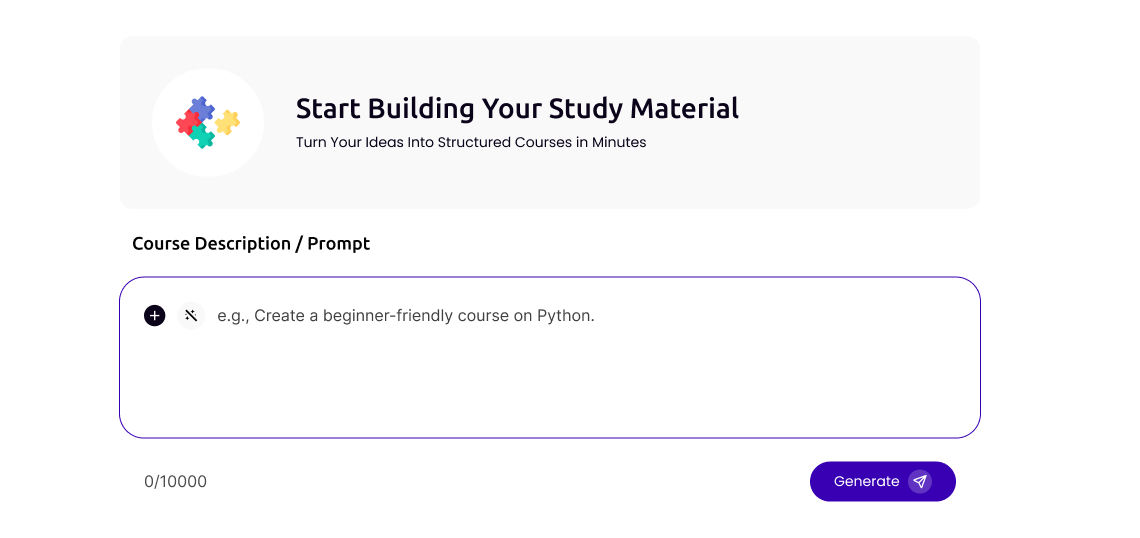 Start Building Your Study Material
Turn Your Ideas Into Structured Courses in Minutes
Course Description / Prompt
e.g., Create a beginner-friendly course on Python.
0/10000
Generate